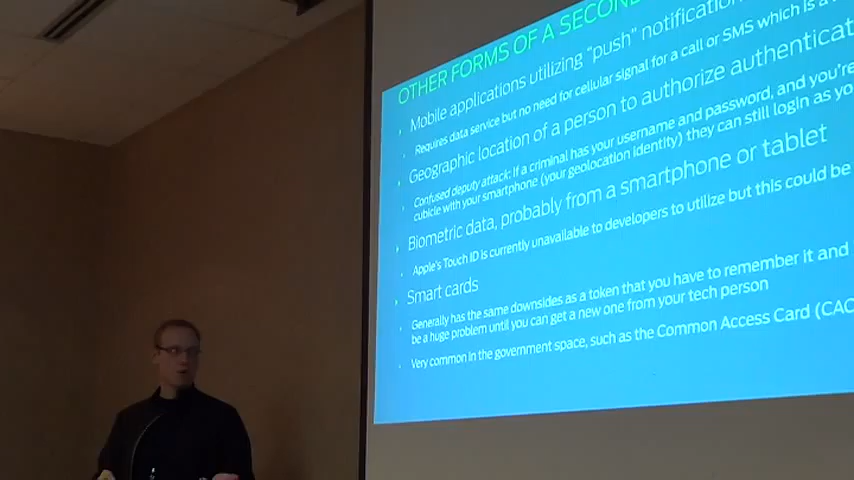 OTHER FORMS OF A SECOND
Mobile applications utilizing "push" notification
Requires data service but no need for cellular signal for a call or SMS which is a
Geographic location of a person to authorize authenticat
Confused deputy attack: If a criminal has your username and password, and you're
cubicle with your smartphone (your geolocation identity) they can still login as yo
Biometric data, probably from a smartphone or tablet
Apple's Touch ID is currently unavailable to developers to utilize but this could be
Smart cards
Generally has the same downsides as a token that you have to remember it and
be a huge problem until you can get a new one from your tech person
Very common in the government space, such as the Common Access Card (CAC